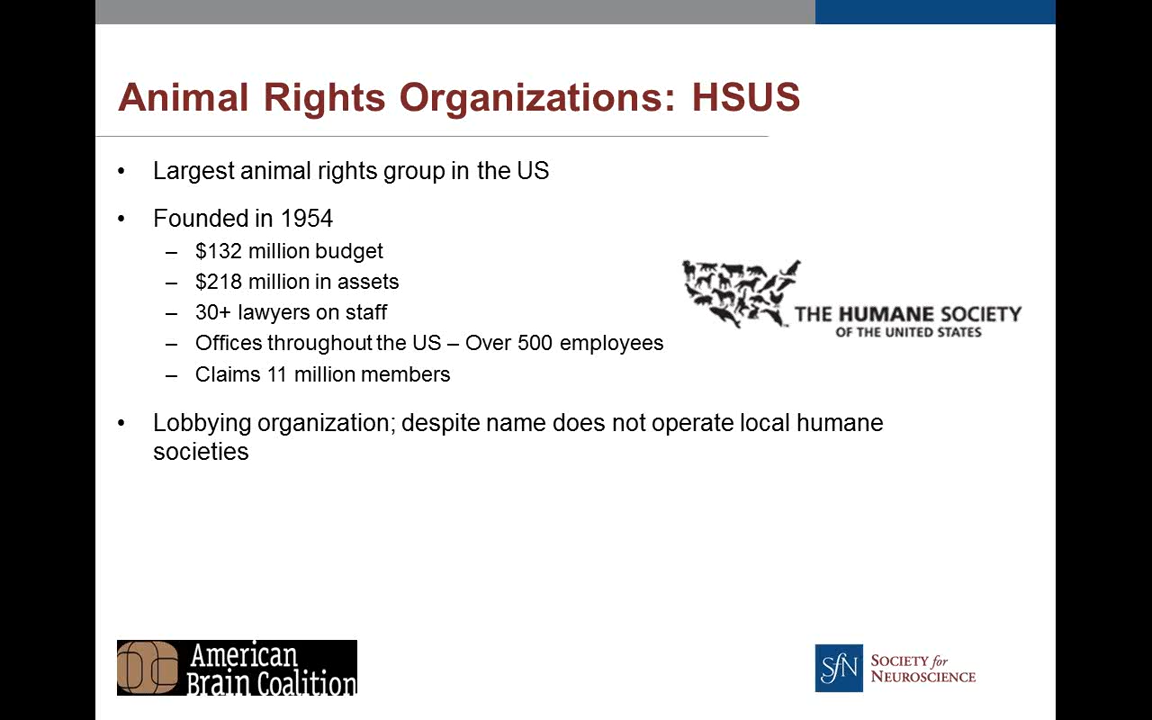 Animal Rights Organizations: HSUS
• Largest animal rights group in the US
• Founded in 1954
– $132 million budget
– $218 million in assets
– 30+ lawyers on staff
– Offices throughout the US – Over 500 employees
– Claims 11 million members
THE HUMANE SOCIETY
OF THE UNITED STATES
• Lobbying organization; despite name does not operate local humane
societies
American
Brain Coalition
SfN
SOCIETY for
NEUROSCIENCE